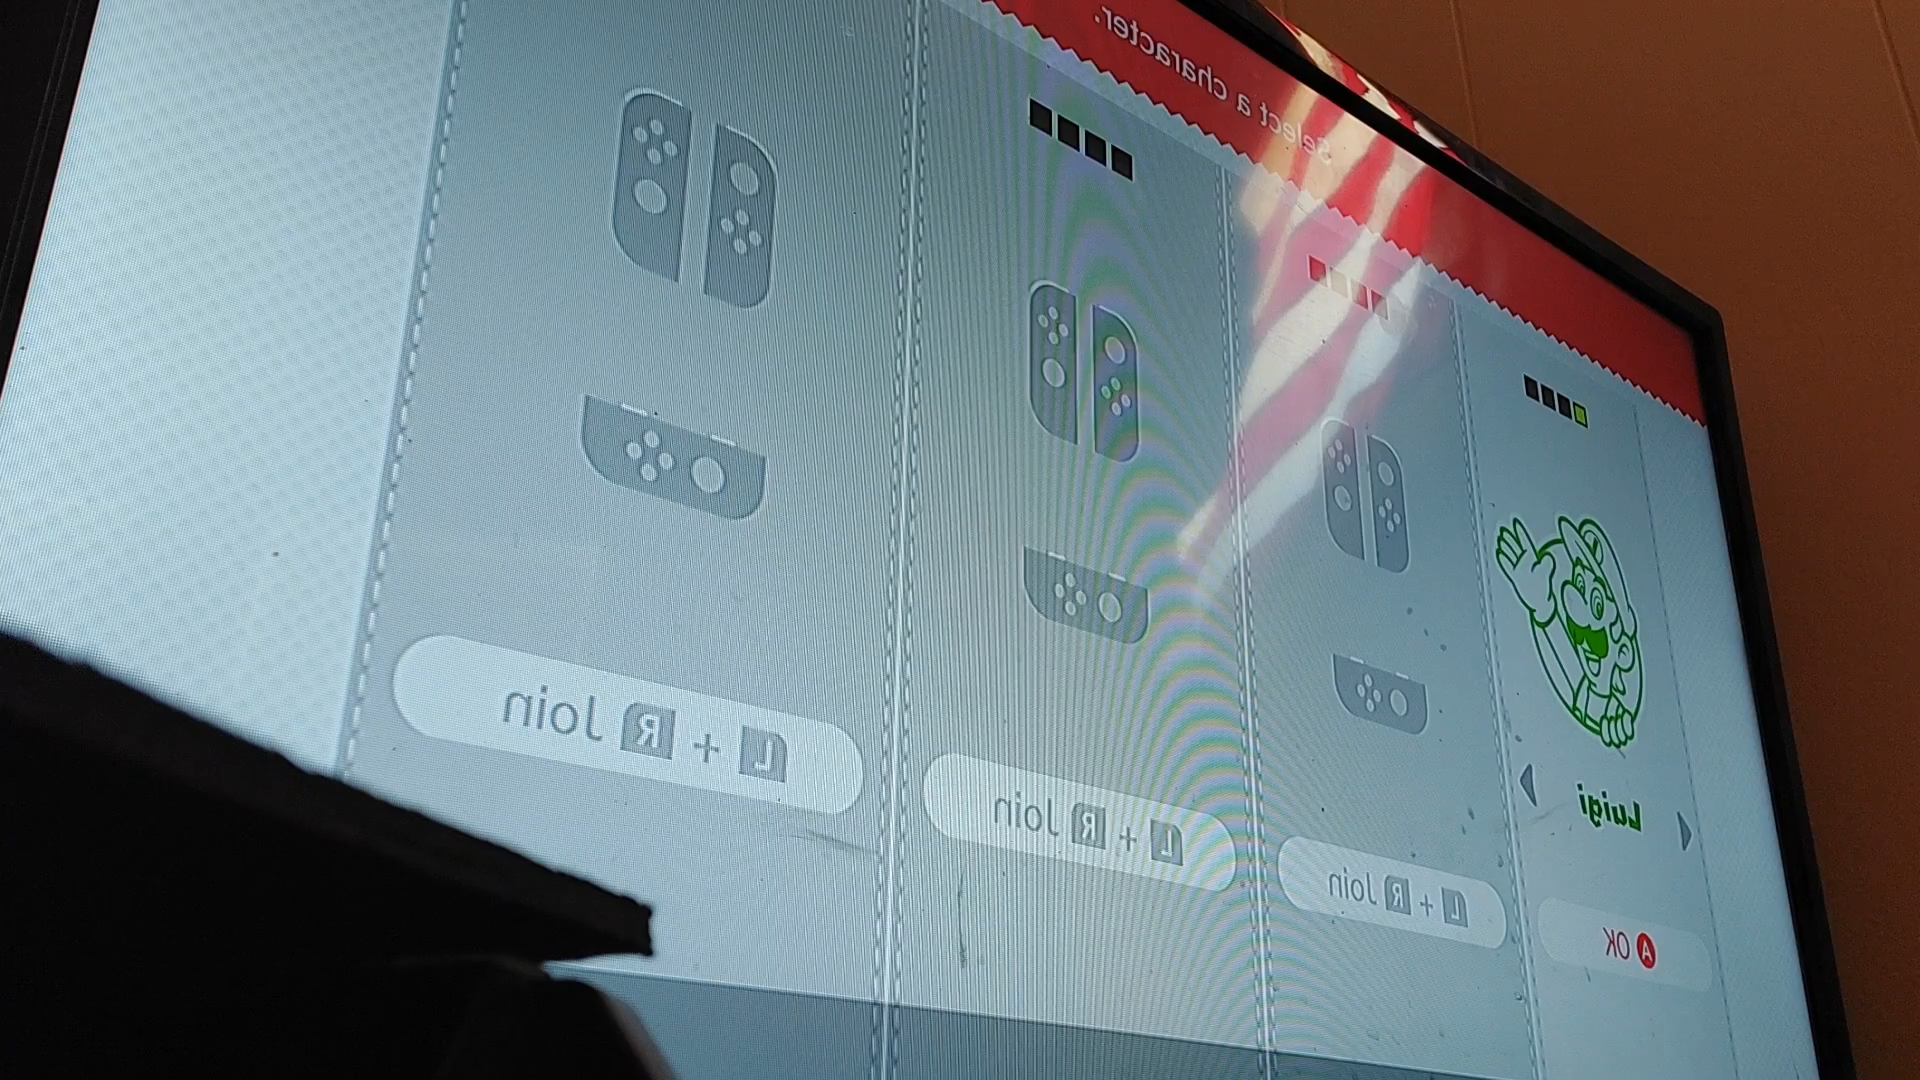 Select a character.
Luigi
A OK
L + R Join
L + R Join
L + R Join